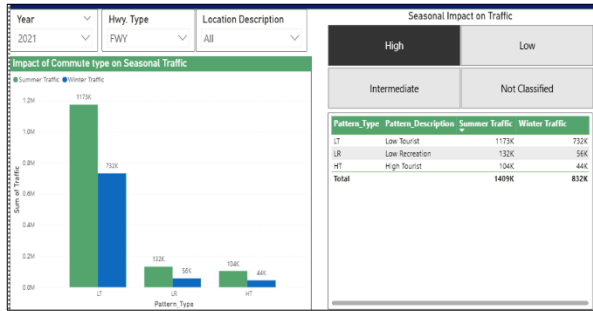 Year
Hwy. Type
Location Description
2021
FWY
All
Impact of Commute type on Seasonal Traffic
Summer Traffic Winter Traffic
1.2M
1.0M
0.8M
0.6M
0.4M
0.2M
0.0M
Sum of Traffic
1173K
732K
132K
56K
104K
44K
LT
LR
HT
Pattern_Type
Seasonal Impact on Traffic
High
Low
Intermediate
Not Classified
Pattern_Type Pattern_Description Summer Traffic Winter Traffic
LT Low Tourist 1173K 732K
LR Low Recreation 132K 56K
HT High Tourist 104K 44K
Total 1409K 832K